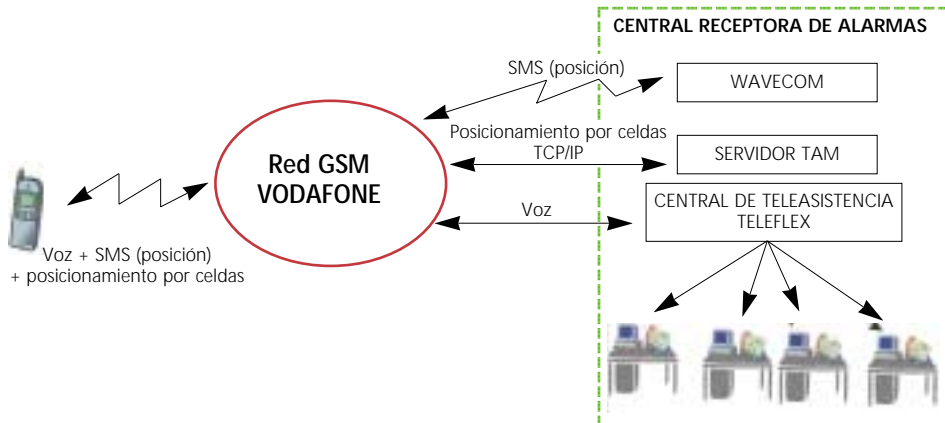 CENTRAL RECEPTORA DE ALARMAS
SMS (posición)
WAVECOM
Posicionamiento por celdas
TCP/IP
SERVIDOR TAM
Red GSM
VODAFONE
CENTRAL DE TELEASISTENCIA
TELEFLEX
Voz
Voz + SMS (posición)
+ posicionamiento por celdas